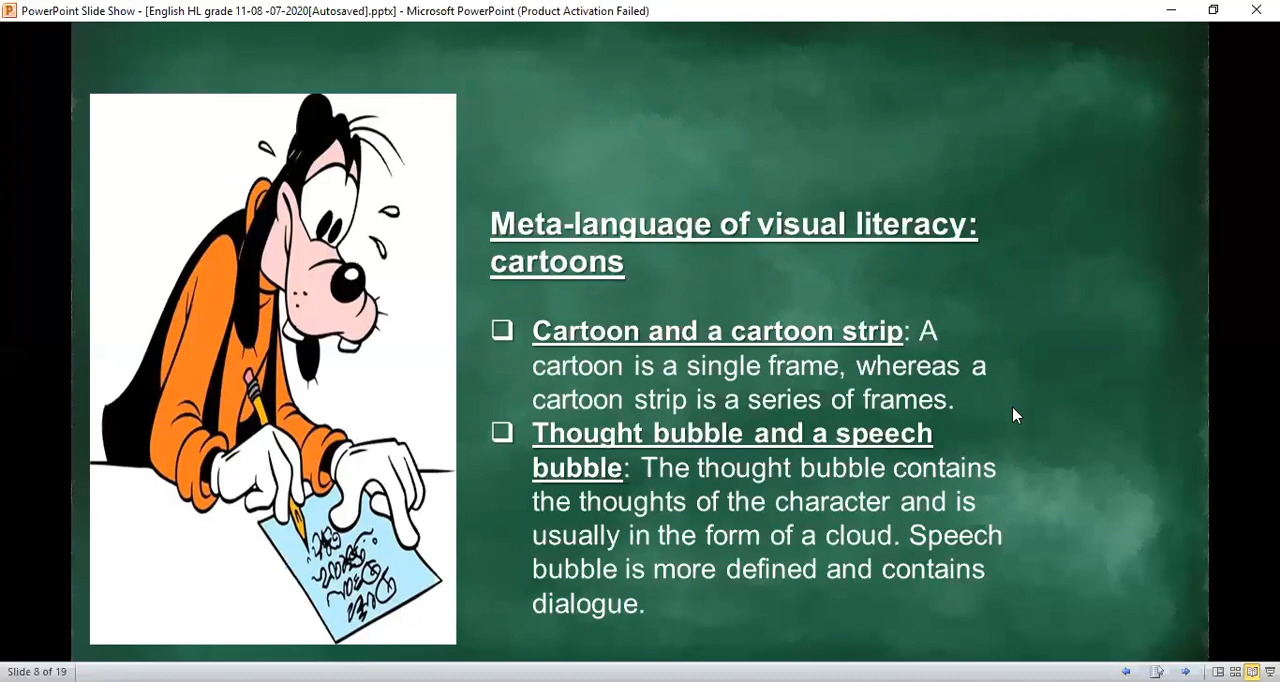 PowerPoint Slide Show - [English HL grade 11-08 -07-2020[Autosaved].pptx] - Microsoft PowerPoint (Product Activation Failed)
Meta-language of visual literacy:
cartoons
❑ Cartoon and a cartoon strip: A
cartoon is a single frame, whereas a
cartoon strip is a series of frames.
❑ Thought bubble and a speech
bubble: The thought bubble contains
the thoughts of the character and is
usually in the form of a cloud. Speech
bubble is more defined and contains
dialogue.
Slide 8 of 19